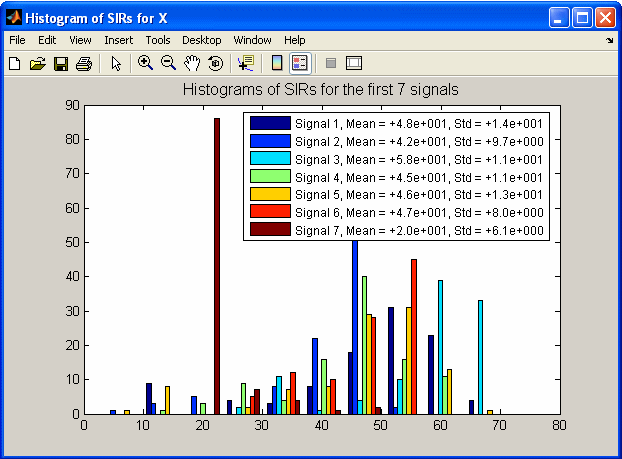 Histogram of SIRs for X
File Edit View Insert Tools Desktop Window Help
Histograms of SIRs for the first 7 signals
90
80
70
60
50
40
30
20
10
0
Signal 1, Mean = +4.8e+001, Std = +1.4e+001
Signal 2, Mean = +4.2e+001, Std = +9.7e+000
Signal 3, Mean = +5.8e+001, Std = +1.1e+001
Signal 4, Mean = +4.5e+001, Std = +1.1e+001
Signal 5, Mean = +4.6e+001, Std = +1.3e+001
Signal 6, Mean = +4.7e+001, Std = +8.0e+000
Signal 7, Mean = +2.0e+001, Std = +6.1e+000
0 10 20 30 40 50 60 70 80